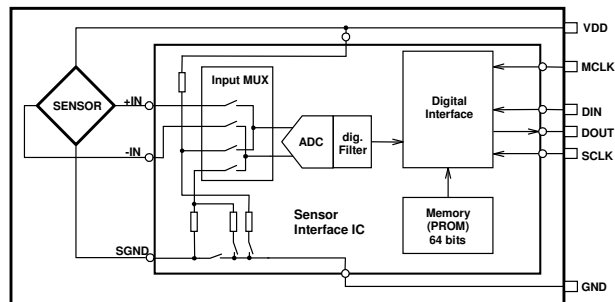 VDD
MCLK
Input MUX
+IN
SENSOR
Digital
Interface
DIN
DOUT
ADC
dig.
Filter
-IN
SCLK
Sensor
Interface IC
Memory
(PROM)
64 bits
SGND
GND